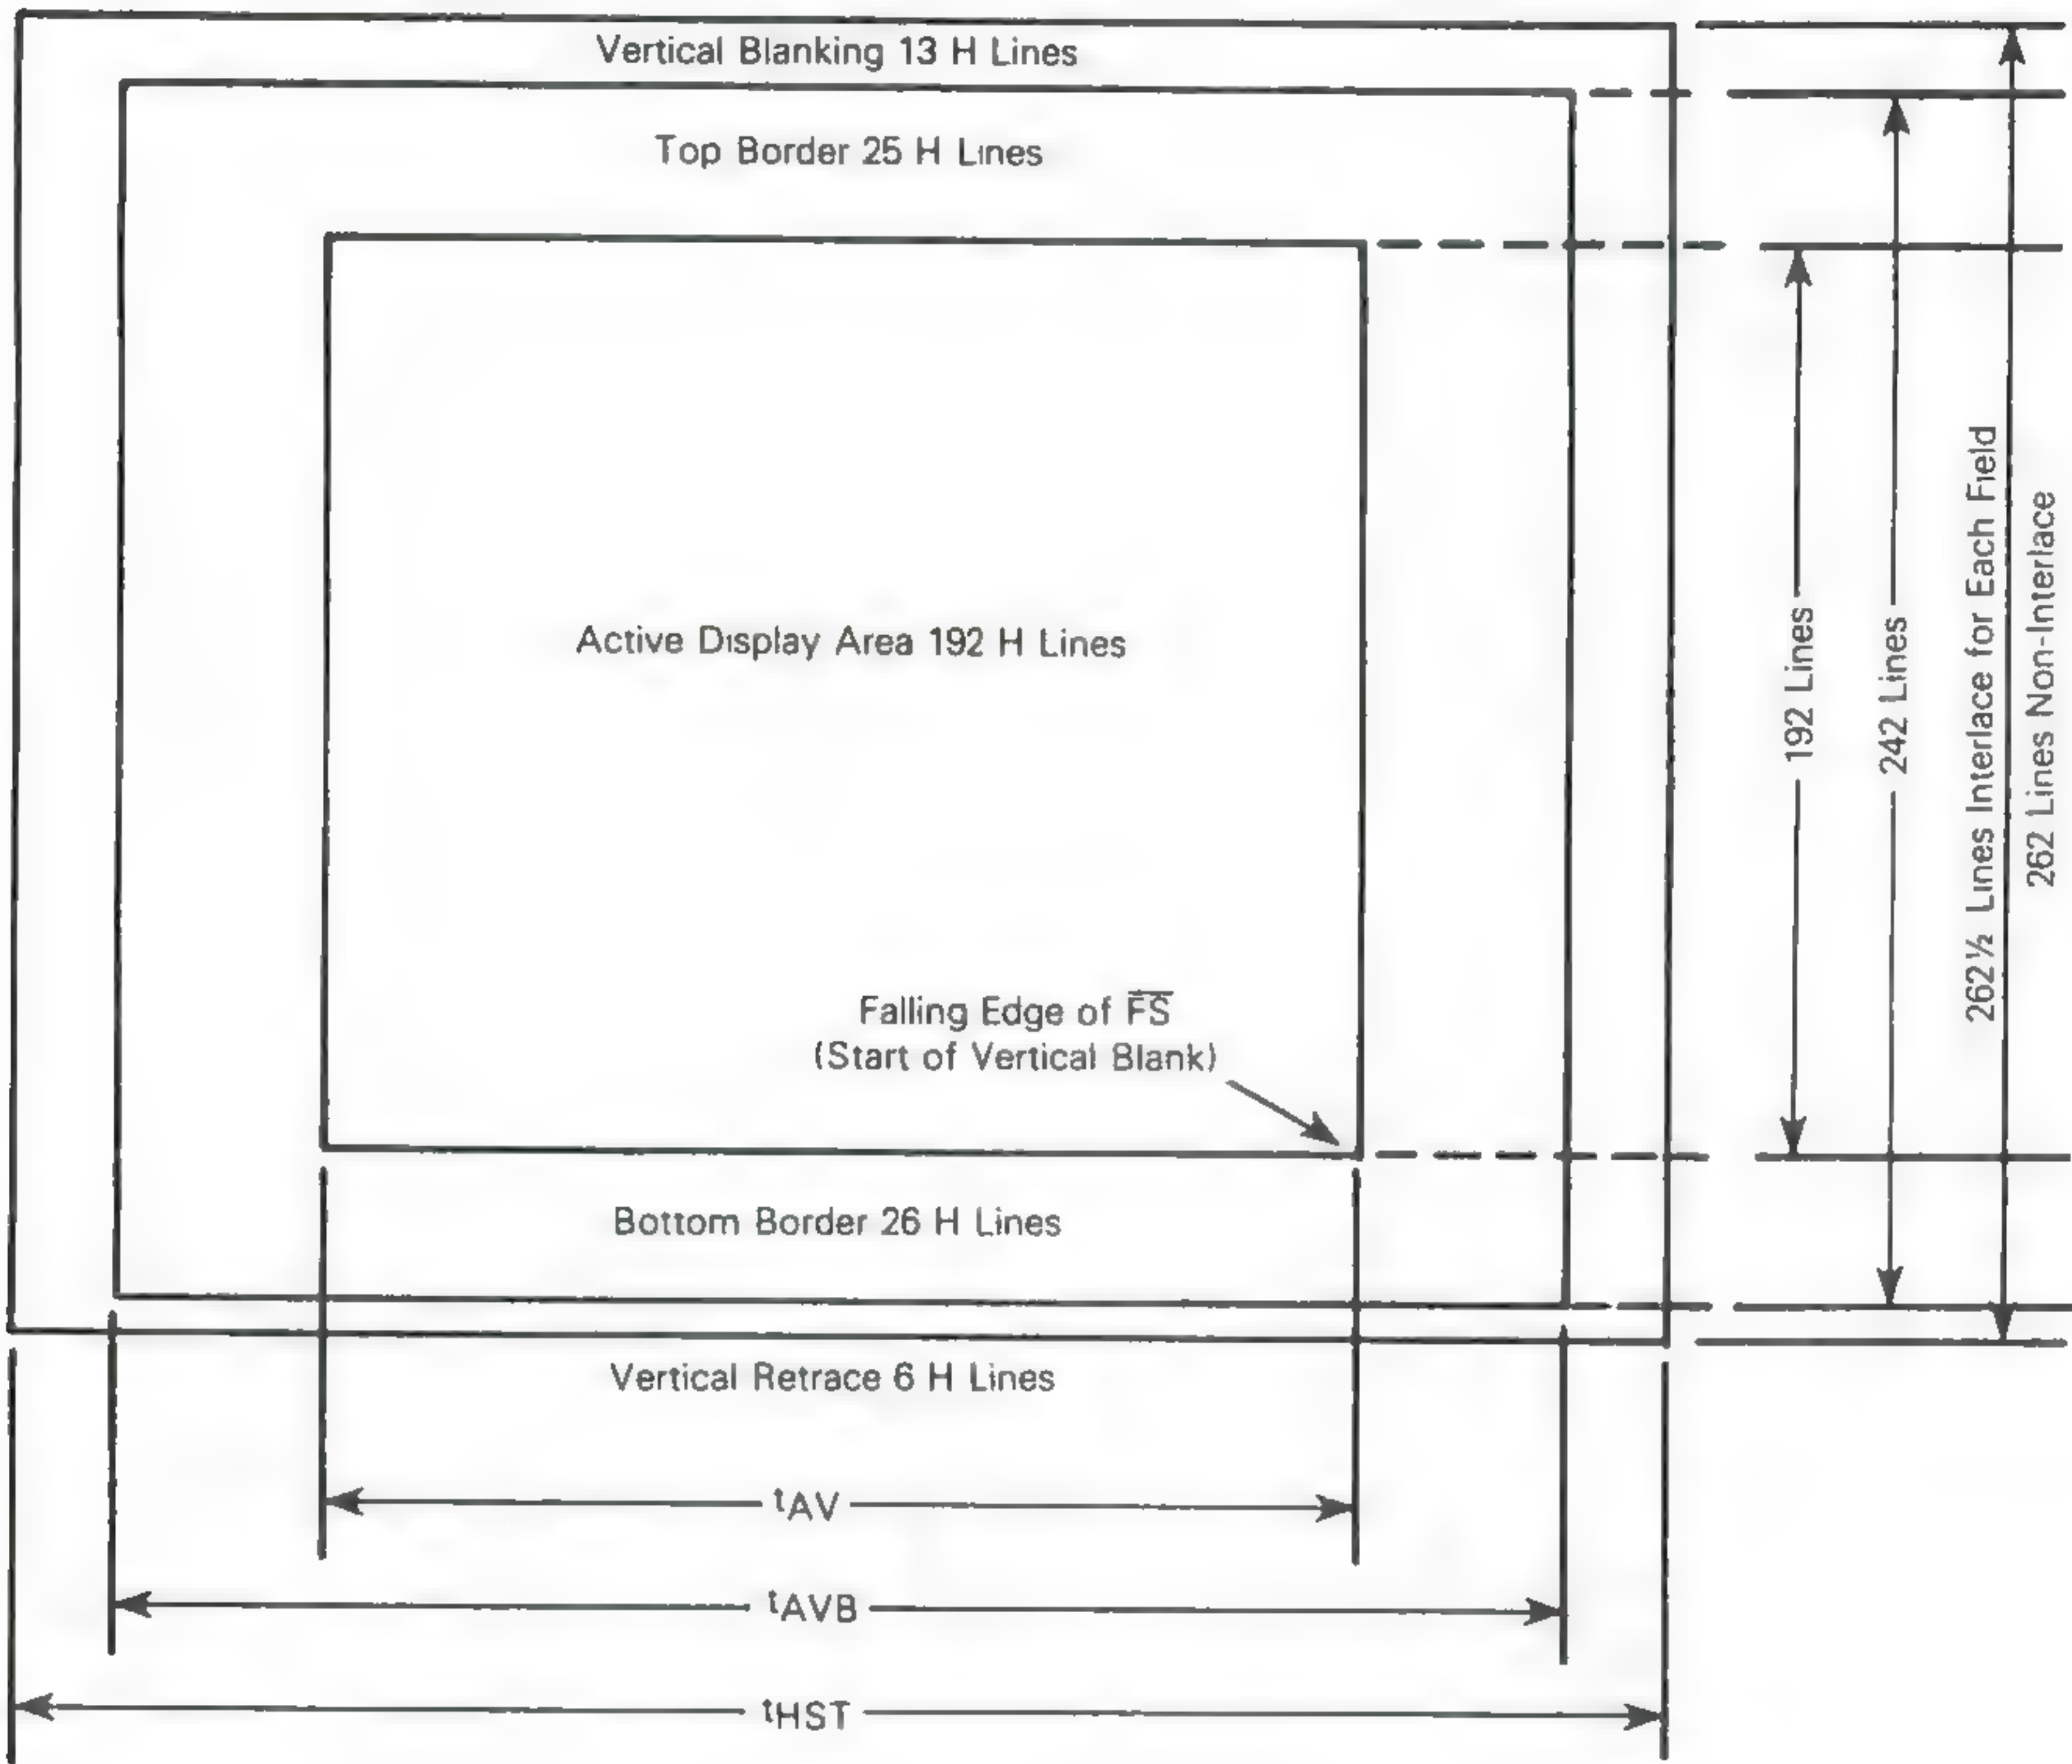 Vertical Blanking 13 H Lines
Top Border 25 H Lines
Active Display Area 192 H Lines
Falling Edge of F̅S̅
(Start of Vertical Blank)
Bottom Border 26 H Lines
Vertical Retrace 6 H Lines
tAV
tAVB
tHST
192 Lines
242 Lines
262½ Lines Interlace for Each Field
262 Lines Non-Interlace